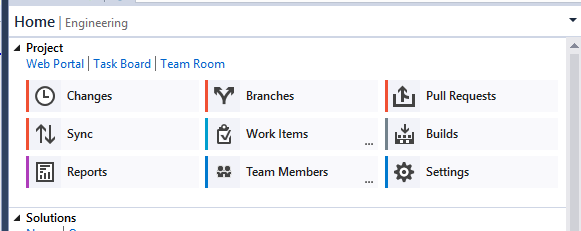 Home | Engineering
Project
Web Portal | Task Board | Team Room
Changes
Branches
Pull Requests
Sync
Work Items
...
Builds
Reports
Team Members
...
Settings
Solutions